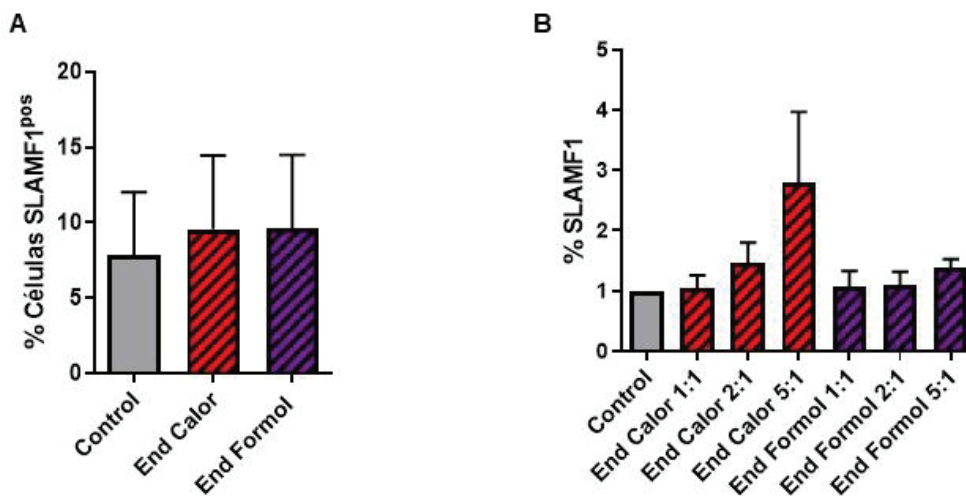 A
% Células SLAMF1pos
20
15
10
5
0
Control
End Calor
End Formol
B
% SLAMF1
5
4
3
2
1
0
Control
End Calor 1:1
End Calor 2:1
End Calor 5:1
End Formol 1:1
End Formol 2:1
End Formol 5:1